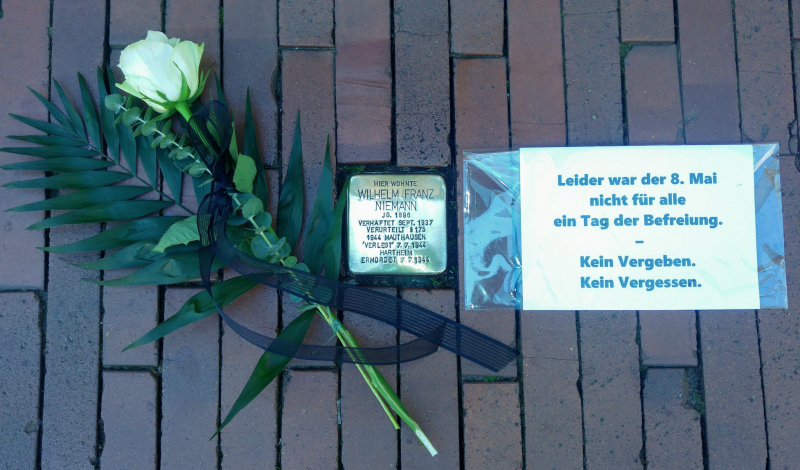 HIER WOHNTE
WILHELM FRANZ
NIEMANN
JG. 1896
VERHAFTET SEPT. 1937
VERURTEILT §175
1944 MAUTHAUSEN
'VERLEGT' 7.7.1944
HARTHEIM
ERMORDET 7.7.1944
Leider war der 8. Mai
nicht für alle
ein Tag der Befreiung.
–
Kein Vergeben.
Kein Vergessen.